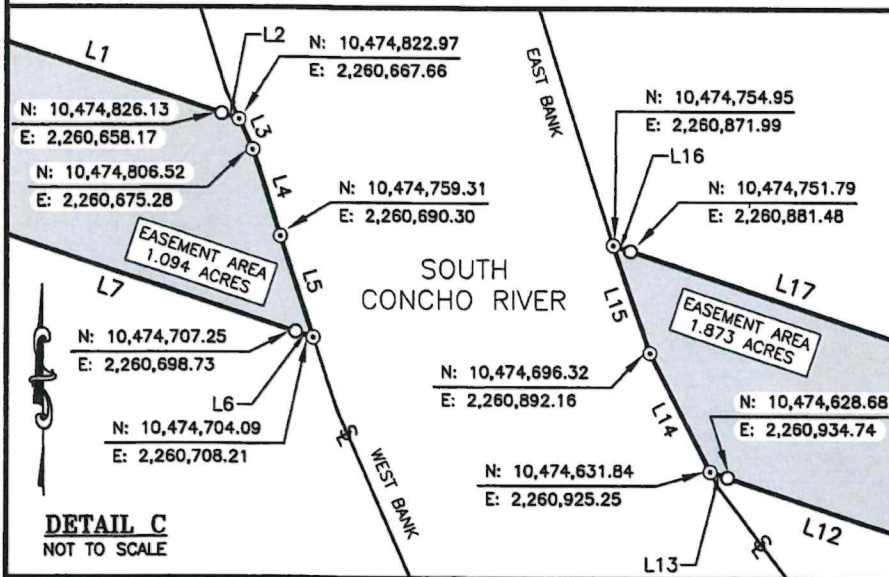 L1
L2
N: 10,474,822.97
E: 2,260,667.66
N: 10,474,826.13
E: 2,260,658.17
L3
N: 10,474,806.52
E: 2,260,675.28
L4
N: 10,474,759.31
E: 2,260,690.30
EASEMENT AREA
1.094 ACRES
L5
L7
N: 10,474,707.25
E: 2,260,698.73
L6
N: 10,474,704.09
E: 2,260,708.21
WEST BANK
SOUTH
CONCHO RIVER
EAST BANK
N: 10,474,754.95
E: 2,260,871.99
L16
N: 10,474,751.79
E: 2,260,881.48
L17
L15
EASEMENT AREA
1.873 ACRES
N: 10,474,696.32
E: 2,260,892.16
L14
N: 10,474,628.68
E: 2,260,934.74
N: 10,474,631.84
E: 2,260,925.25
L12
L13
DETAIL C
NOT TO SCALE